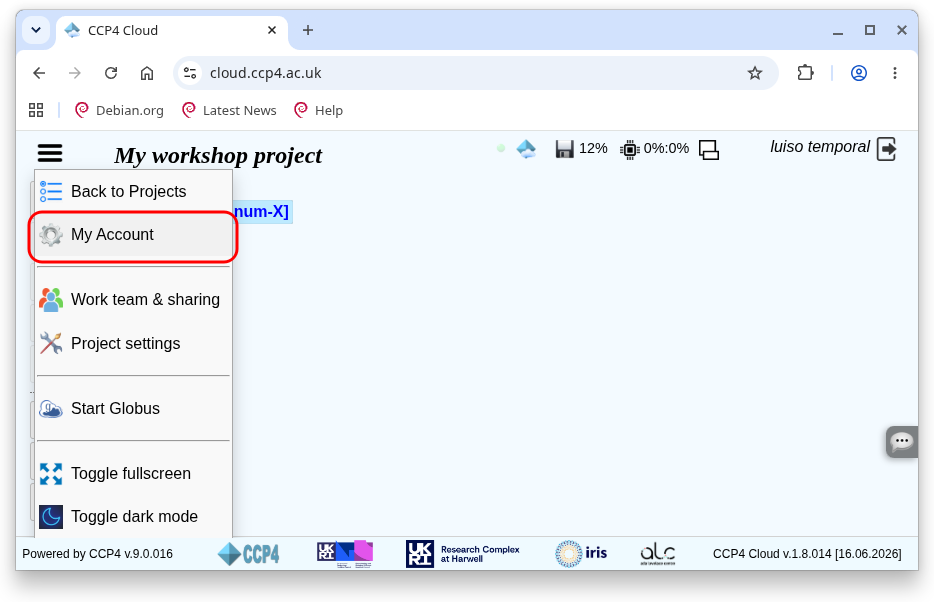 CCP4 Cloud
cloud.ccp4.ac.uk
Debian.org
Latest News
Help
My workshop project
12%
0%:0%
luiso temporal
Back to Projects
num-X]
My Account
Work team & sharing
Project settings
Start Globus
Toggle fullscreen
Toggle dark mode
Powered by CCP4 v.9.0.016
CCP4
UKRI
UKRI
Research Complex
at Harwell
iris
alc
CCP4 Cloud v.1.8.014 [16.06.2026]